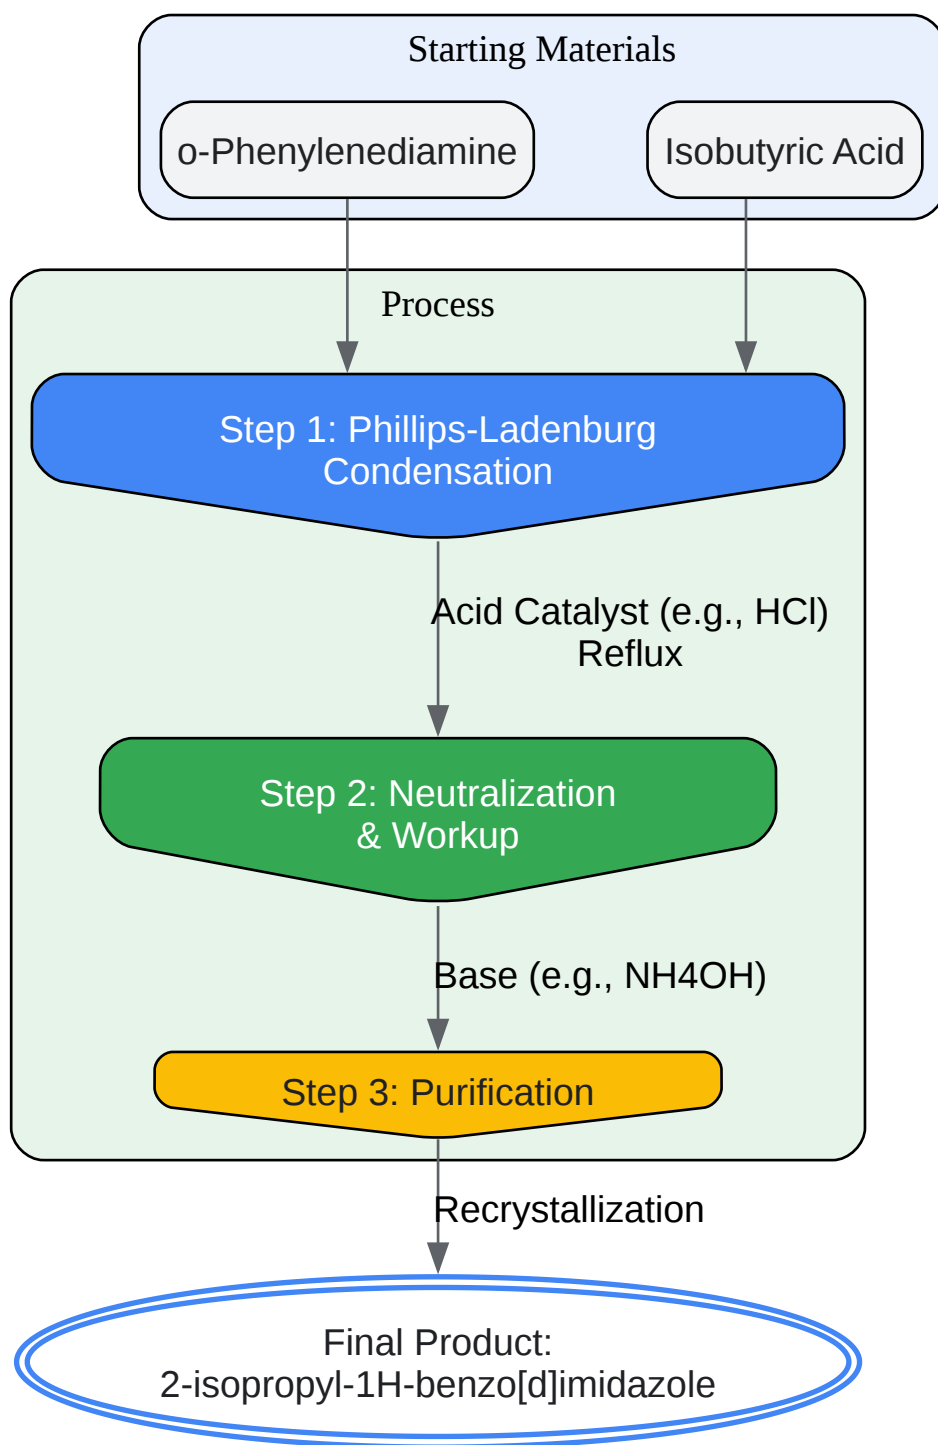 Starting Materials
o-Phenylenediamine
Isobutyric Acid
Process
Step 1: Phillips-Ladenburg
Condensation
Acid Catalyst (e.g., HCl)
Reflux
Step 2: Neutralization
& Workup
Base (e.g., NH4OH)
Step 3: Purification
Recrystallization
Final Product:
2-isopropyl-1H-benzo[d]imidazole